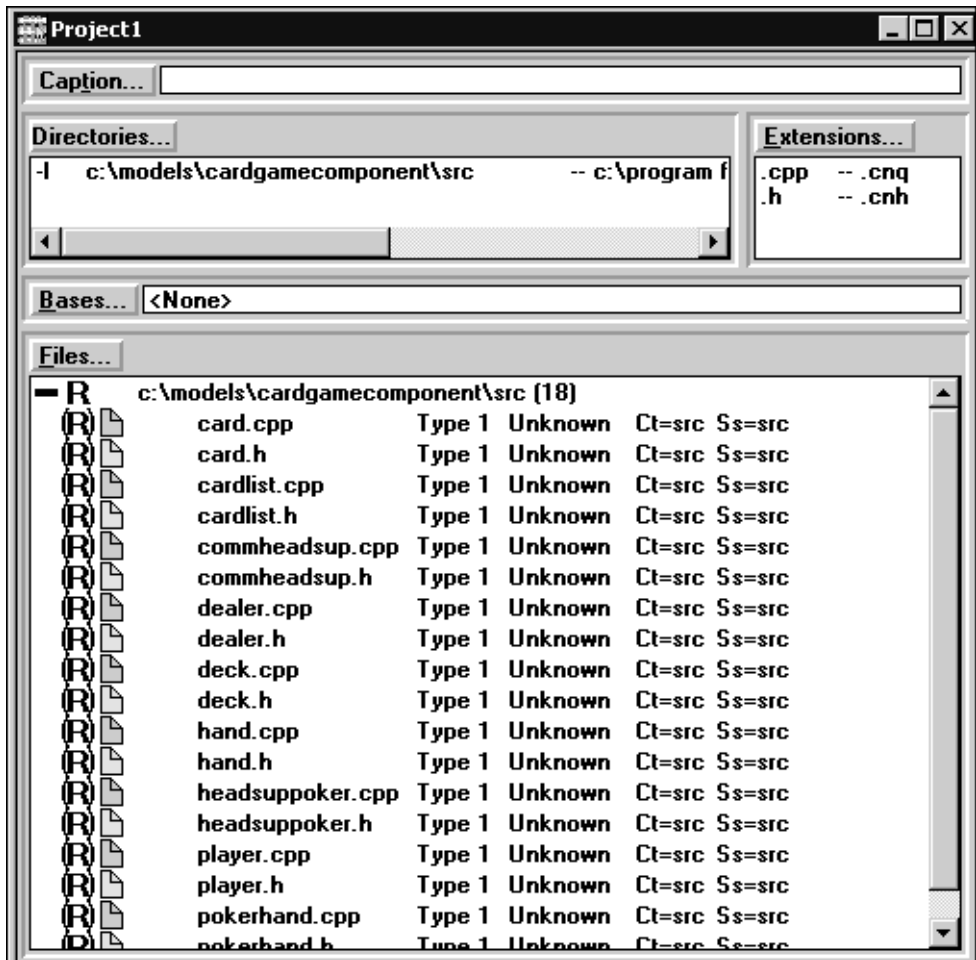 Project1
Caption...
Directories...
-I c:\models\cardgamecomponent\src -- c:\program f
Extensions...
.cpp -- .cnq
.h -- .cnh
Bases... <None>
Files...
R c:\models\cardgamecomponent\src (18)
(R) card.cpp Type 1 Unknown Ct=src Ss=src
(R) card.h Type 1 Unknown Ct=src Ss=src
(R) cardlist.cpp Type 1 Unknown Ct=src Ss=src
(R) cardlist.h Type 1 Unknown Ct=src Ss=src
(R) commheadsup.cpp Type 1 Unknown Ct=src Ss=src
(R) commheadsup.h Type 1 Unknown Ct=src Ss=src
(R) dealer.cpp Type 1 Unknown Ct=src Ss=src
(R) dealer.h Type 1 Unknown Ct=src Ss=src
(R) deck.cpp Type 1 Unknown Ct=src Ss=src
(R) deck.h Type 1 Unknown Ct=src Ss=src
(R) hand.cpp Type 1 Unknown Ct=src Ss=src
(R) hand.h Type 1 Unknown Ct=src Ss=src
(R) headsuppoker.cpp Type 1 Unknown Ct=src Ss=src
(R) headsuppoker.h Type 1 Unknown Ct=src Ss=src
(R) player.cpp Type 1 Unknown Ct=src Ss=src
(R) player.h Type 1 Unknown Ct=src Ss=src
(R) pokerhand.cpp Type 1 Unknown Ct=src Ss=src
(R) pokerhand.h Type 1 Unknown Ct=src Ss=src